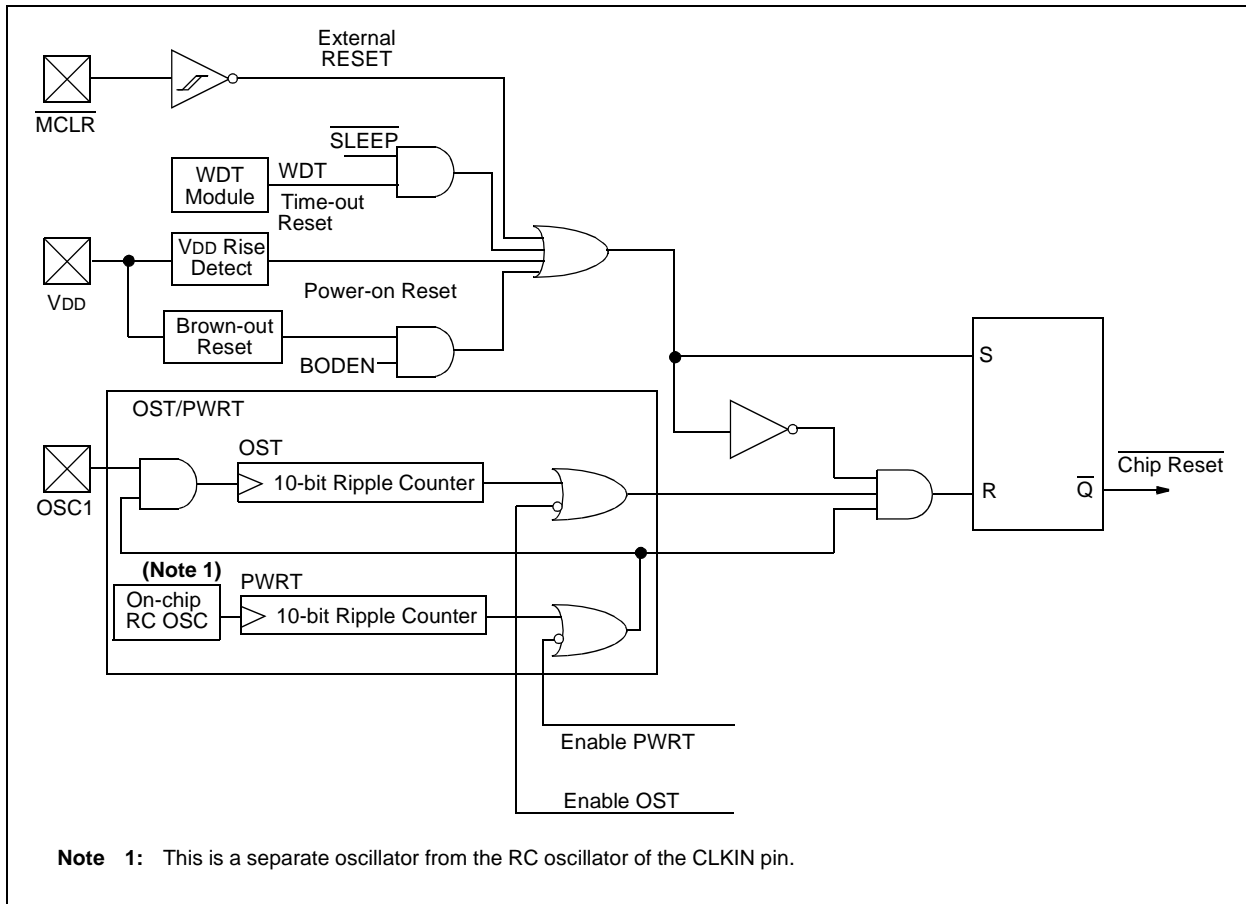 External
RESET
MCLR
SLEEP
WDT
Module
WDT
Time-out
Reset
VDD Rise
Detect
VDD
Power-on Reset
Brown-out
Reset
BODEN
S
OST/PWRT
OST
10-bit Ripple Counter
OSC1
Chip Reset
R
Q
(Note 1)
On-chip
RC OSC
PWRT
10-bit Ripple Counter
Enable PWRT
Enable OST
Note 1: This is a separate oscillator from the RC oscillator of the CLKIN pin.